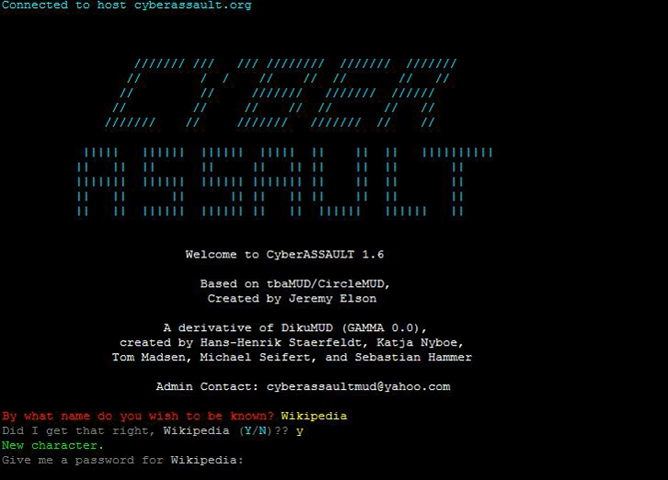 Connected to host cyberassault.org
CYBER
ASSAULT
Welcome to CyberASSAULT 1.6
Based on tbaMUD/CircleMUD,
Created by Jeremy Elson
A derivative of DikuMUD (GAMMA 0.0),
created by Hans-Henrik Staerfeldt, Katja Nyboe,
Tom Madsen, Michael Seifert, and Sebastian Hammer
Admin Contact: cyberassaultmud@yahoo.com
By what name do you wish to be known? Wikipedia
Did I get that right, Wikipedia (Y/N)?? y
New character.
Give me a password for Wikipedia: